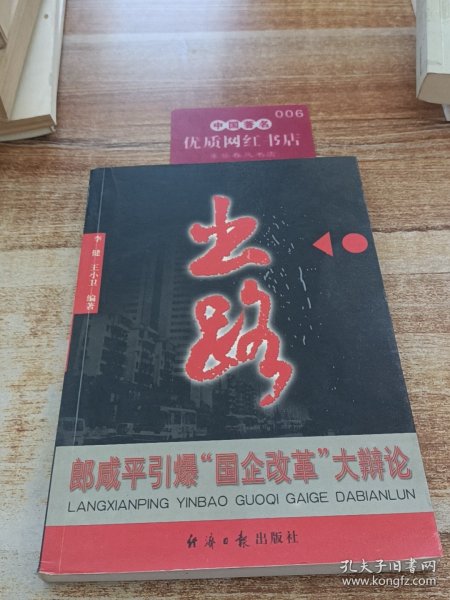 006
中国著名
优质网红书店
李健 王小卫 编著
出路
郎咸平引爆“国企改革”大辩论
LANGXIANPING YINBAO GUOQI GAIGE DABIANLUN
经济日报出版社
孔夫子旧书网
www.kongfz.com